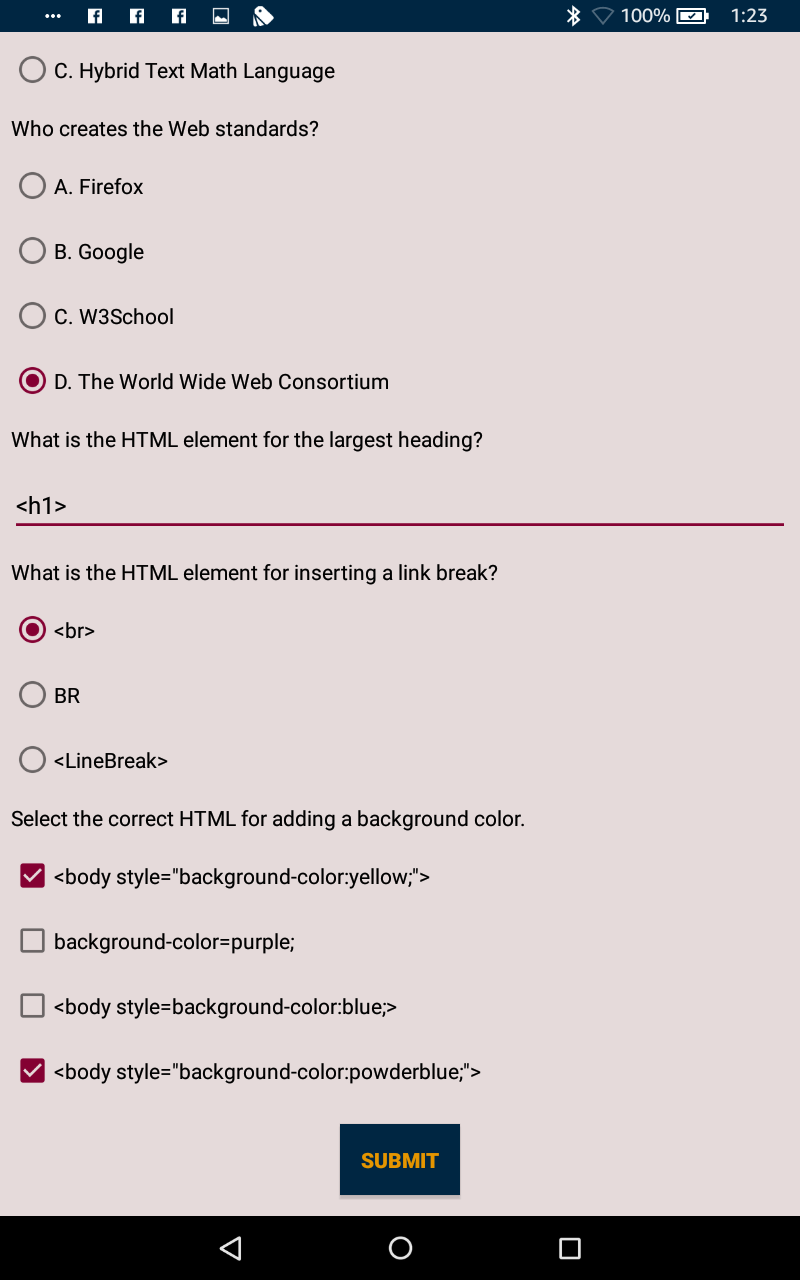 100% 1:23
C. Hybrid Text Math Language
Who creates the Web standards?
A. Firefox
B. Google
C. W3School
D. The World Wide Web Consortium
What is the HTML element for the largest heading?
<h1>
What is the HTML element for inserting a link break?
<br>
BR
<LineBreak>
Select the correct HTML for adding a background color.
<body style="background-color:yellow;">
background-color=purple;
<body style=background-color:blue;>
<body style="background-color:powderblue;">
SUBMIT